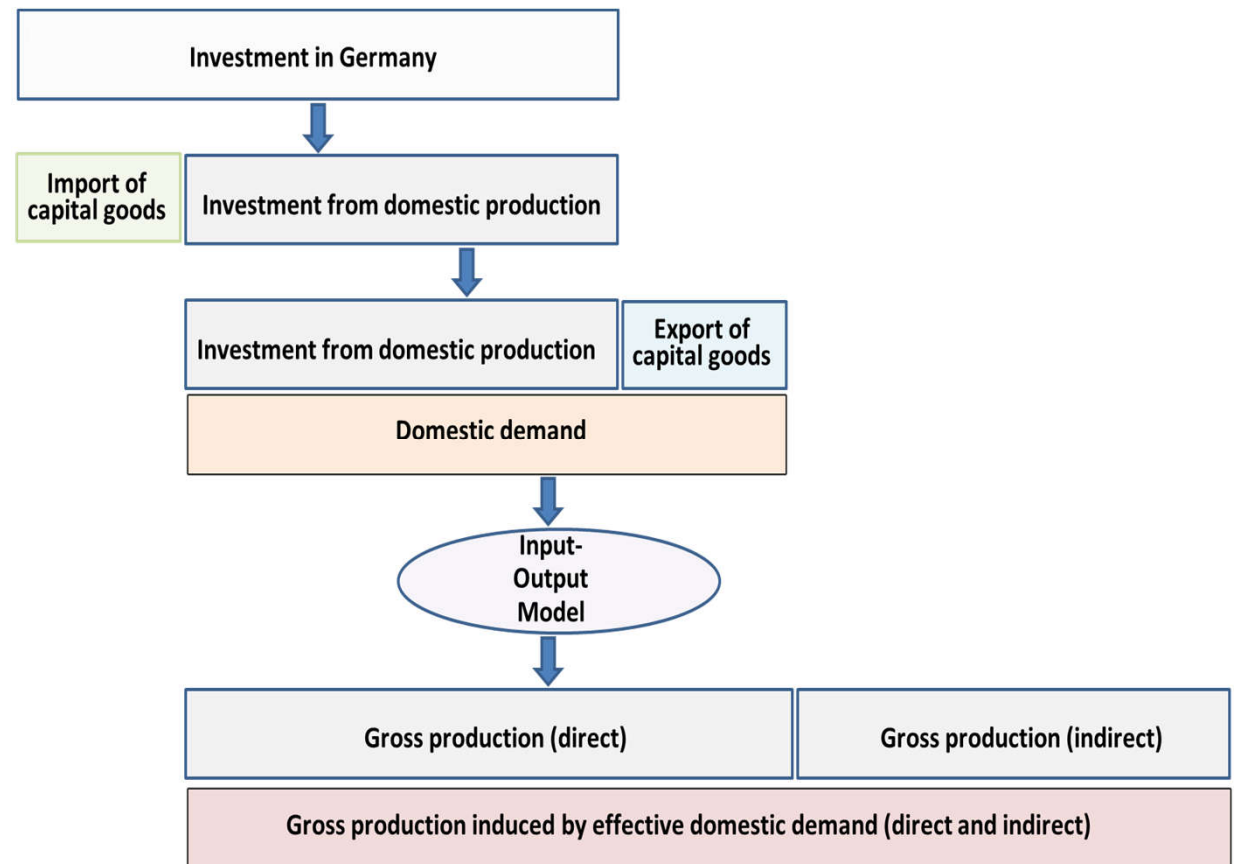 Investment in Germany
Import of
capital goods
Investment from domestic production
Investment from domestic production
Export of
capital goods
Domestic demand
Input-
Output
Model
Gross production (direct)
Gross production (indirect)
Gross production induced by effective domestic demand (direct and indirect)